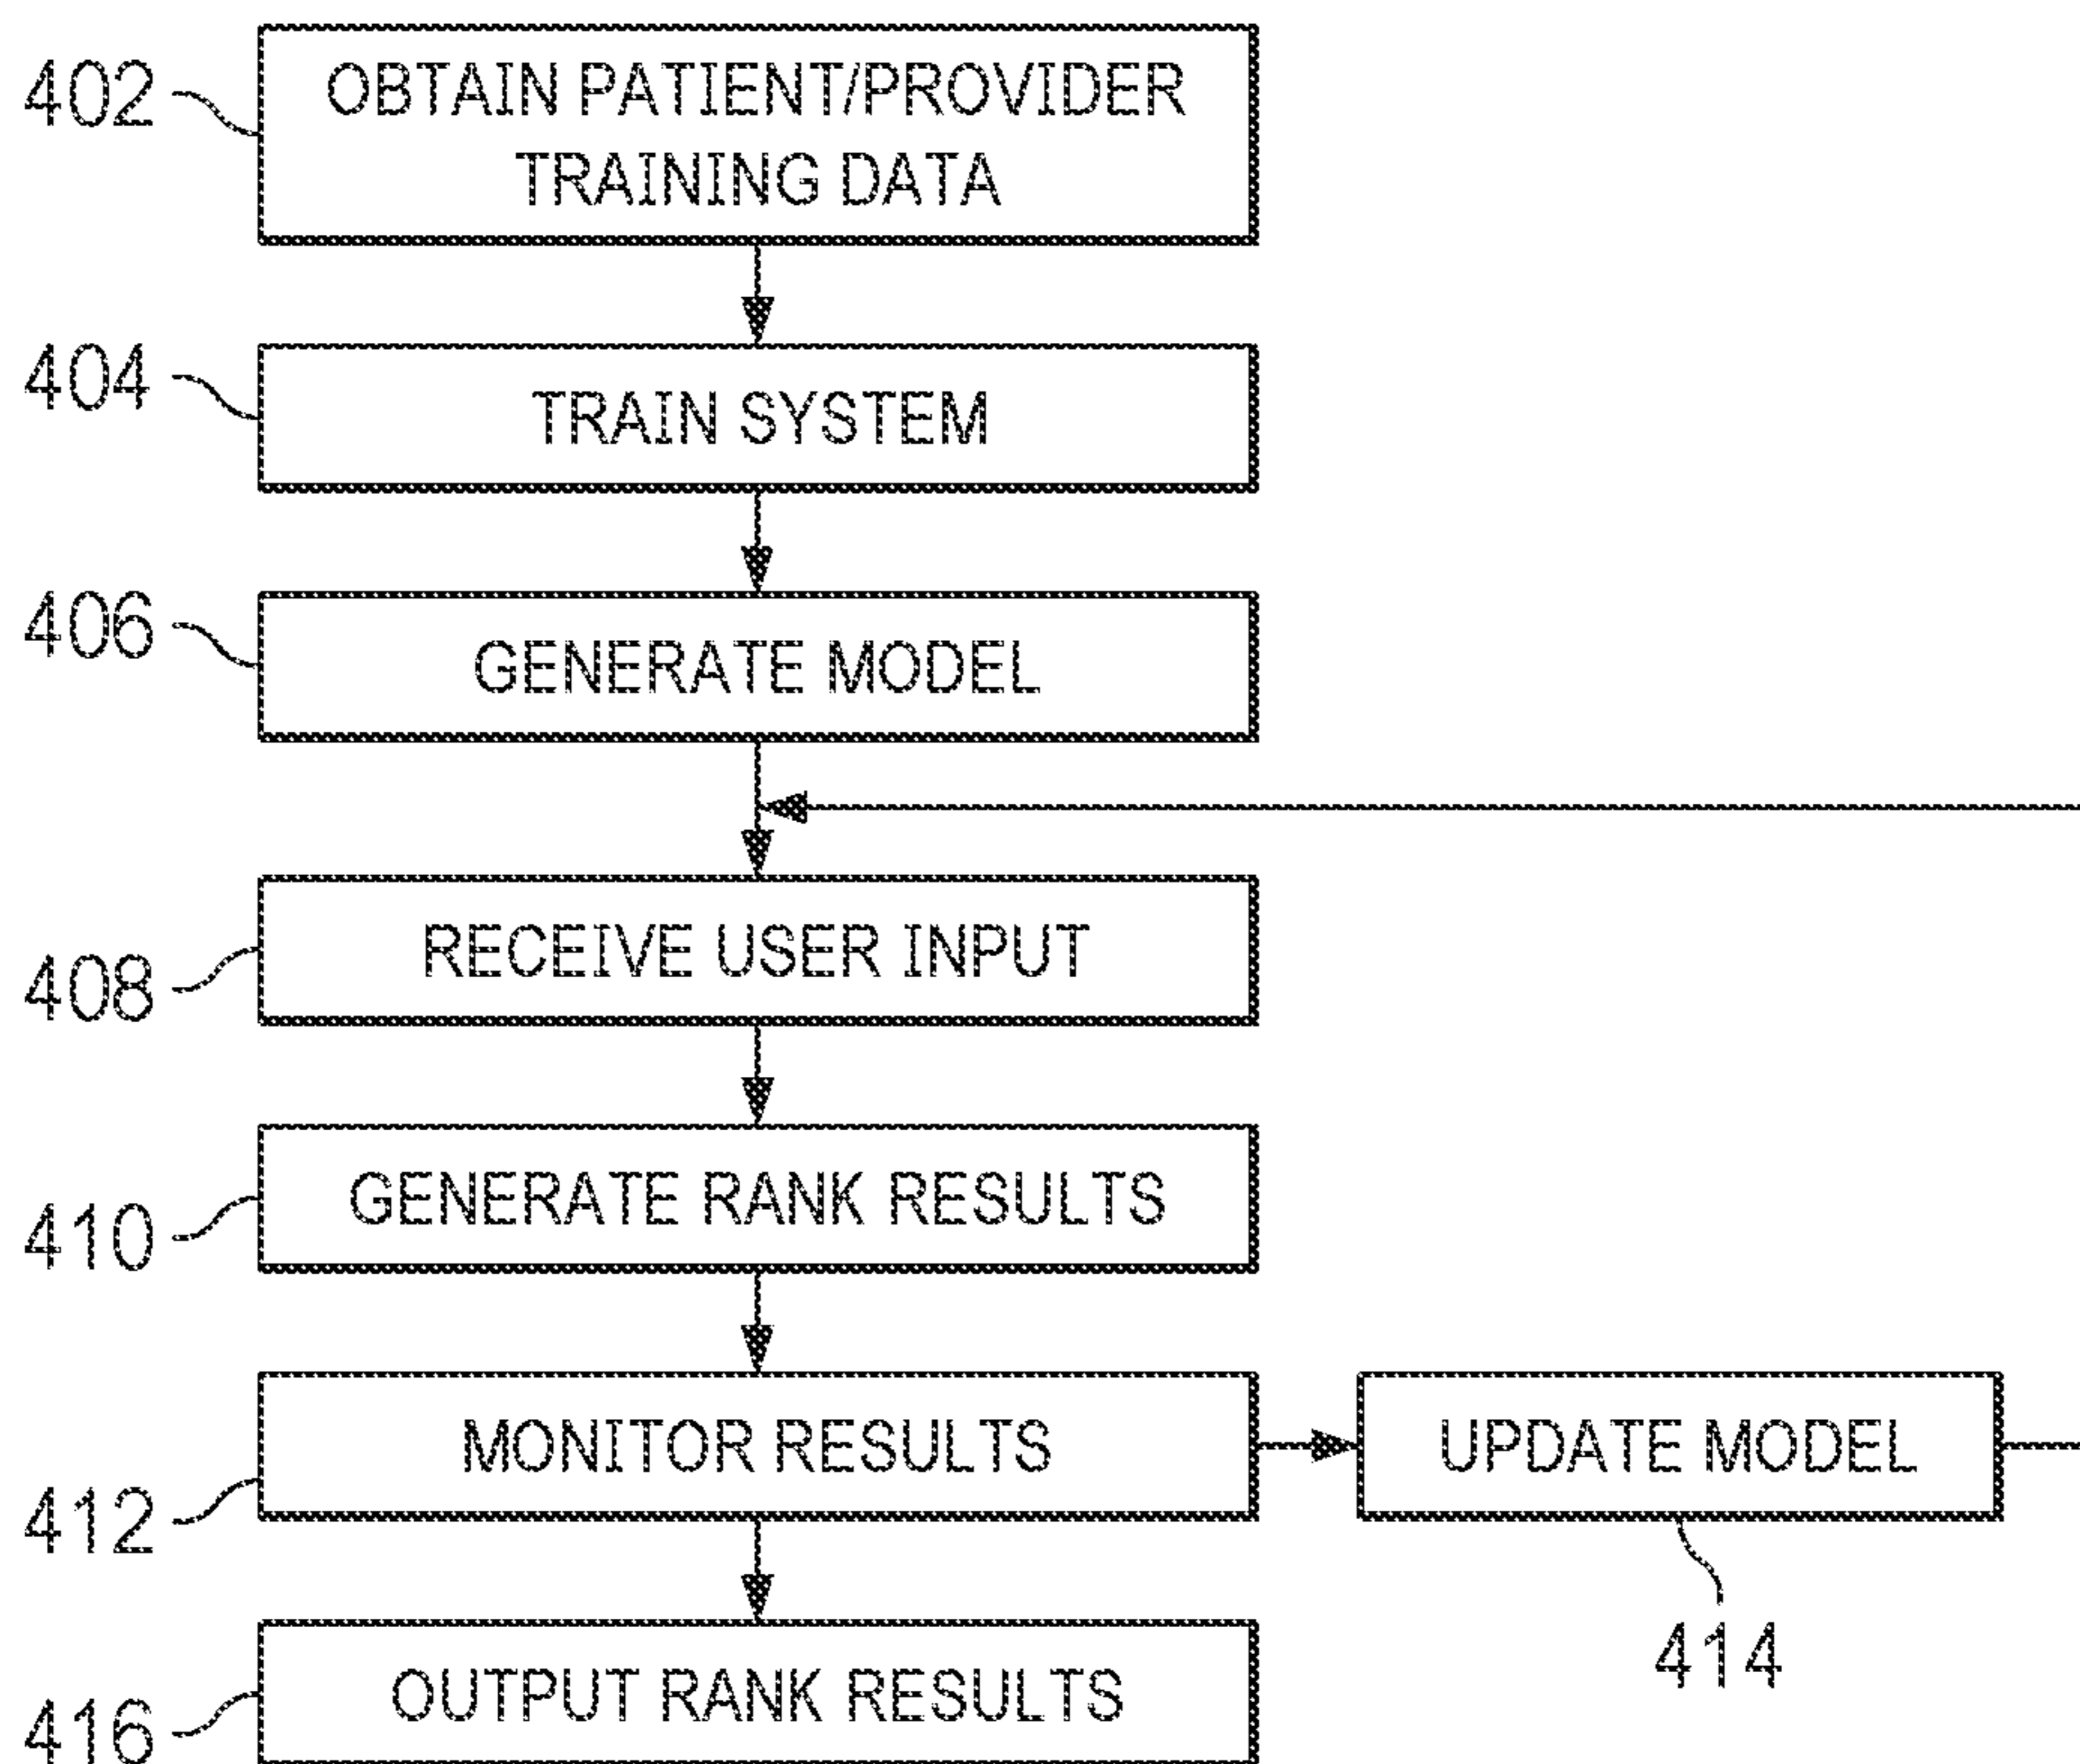 402
OBTAIN PATIENT/PROVIDER
TRAINING DATA
404
TRAIN SYSTEM
406
GENERATE MODEL
408
RECEIVE USER INPUT
410
GENERATE RANK RESULTS
412
MONITOR RESULTS
UPDATE MODEL
414
416
OUTPUT RANK RESULTS